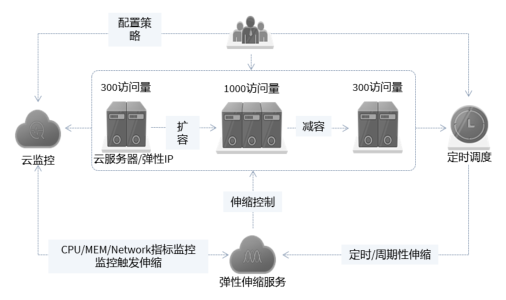 配置策
略
300访问量
1000访问量
300访问量
扩
容
减容
云服务器/弹性IP
云监控
定时调度
伸缩控制
CPU/MEM/Network指标监控
监控触发伸缩
定时/周期性伸缩
弹性伸缩服务